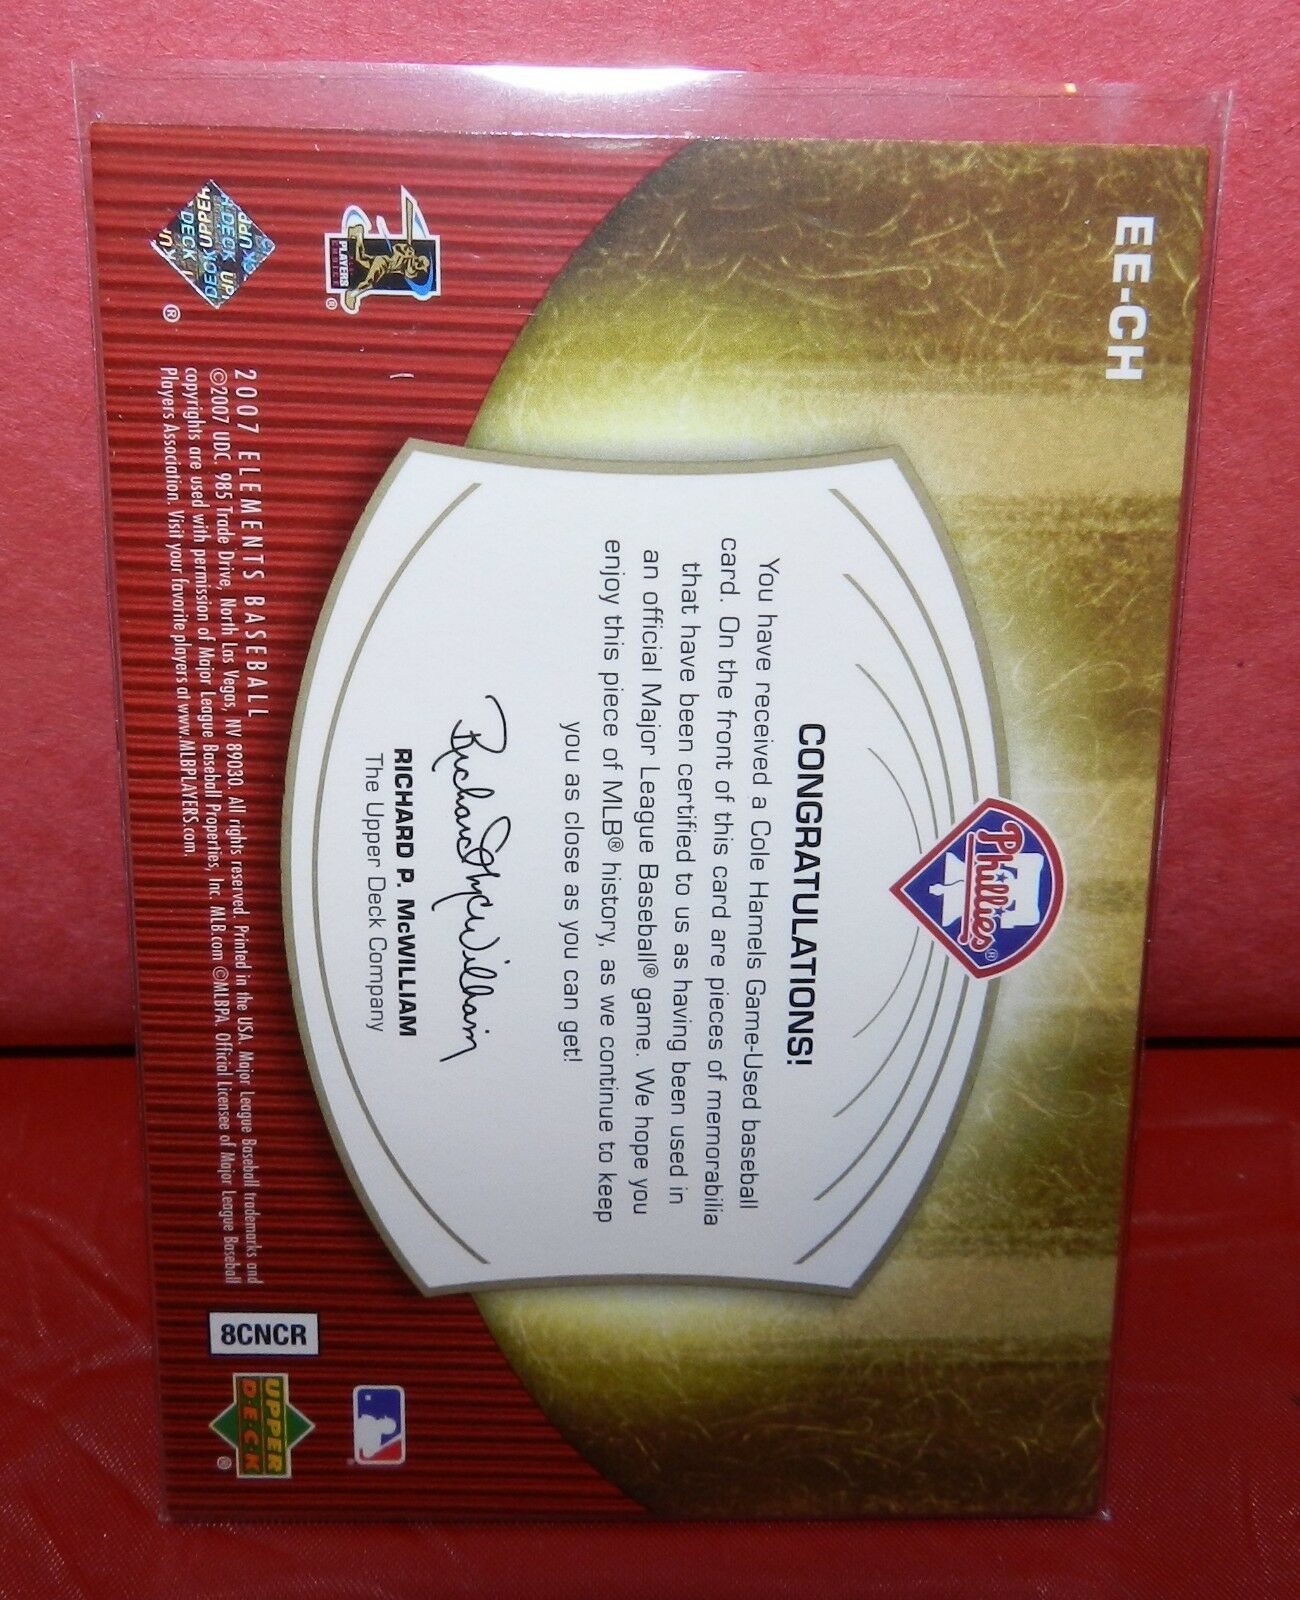 EE-CH
Phillies®
CONGRATULATIONS!
You have received a Cole Hamels Game-Used baseball
card. On the front of this card are pieces of memorabilia
that have been certified to us as having been used in
an official Major League Baseball® game. We hope you
enjoy this piece of MLB® history, as we continue to keep
you as close as you can get!
Richard P. McWilliam
RICHARD P. McWILLIAM
The Upper Deck Company
PLAYERS
CHOICE
®
UPPER
DECK
®
2007 ELEMENTS BASEBALL
©2007 UDC. 985 Trade Drive, North Las Vegas, NV 89030. All rights reserved. Printed in the USA. Major League Baseball trademarks and
copyrights are used with permission of Major League Baseball Properties, Inc. MLB.com ©MLBPA. Official Licensee of Major League Baseball
Players Association. Visit your favorite players at www.MLBPLAYERS.com.
8CNCR
UPPER
D·E·C·K
®